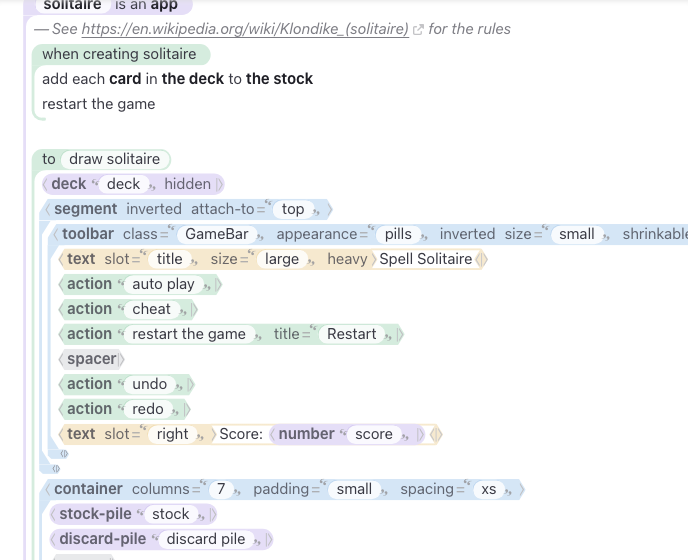 solitaire is an app
— See https://en.wikipedia.org/wiki/Klondike_(solitaire) for the rules
when creating solitaire
add each card in the deck to the stock
restart the game
to draw solitaire
deck “ deck „ hidden
segment inverted attach-to=“ top „
toolbar class=“ GameBar „ appearance=“ pills „ inverted size=“ small „ shrinkable
text slot=“ title „ size=“ large „ heavy Spell Solitaire
action “ auto play „
action “ cheat „
action “ restart the game „ title=“ Restart „
spacer
action “ undo „
action “ redo „
text slot=“ right „ Score: number “ score „
container columns=“ 7 „ padding=“ small „ spacing=“ xs „
stock-pile “ stock „
discard-pile “ discard pile „